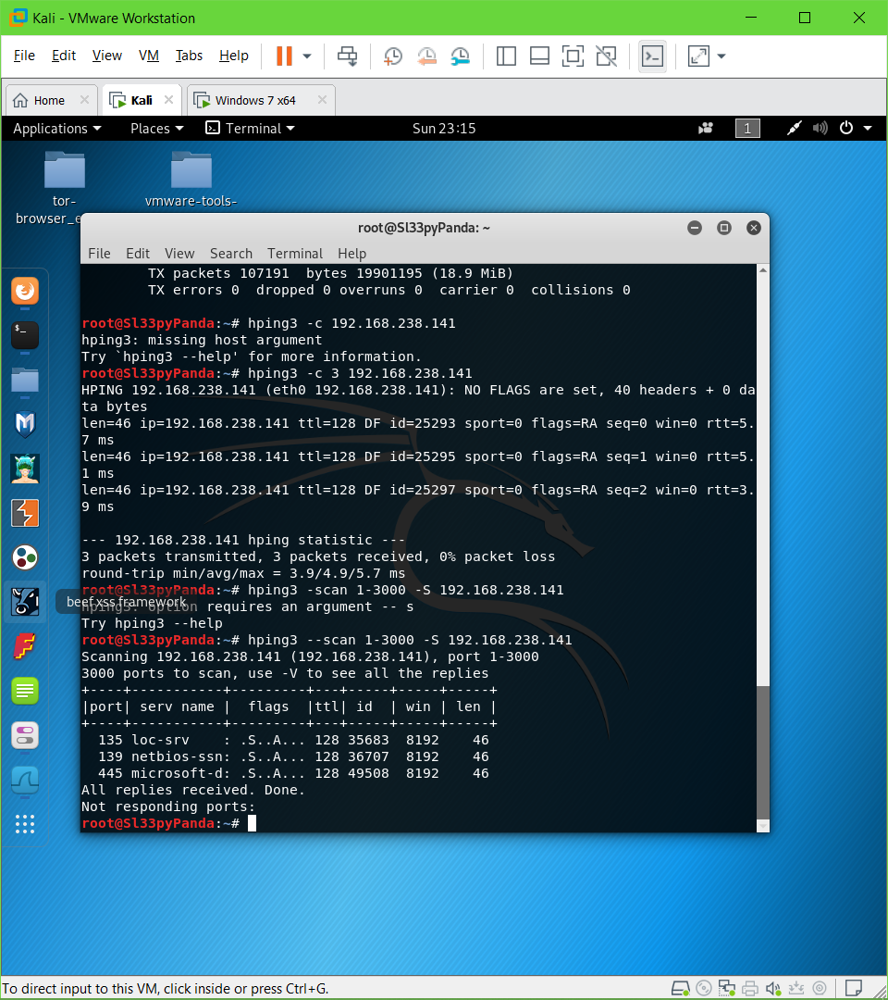 Kali - VMware Workstation
File Edit View VM Tabs Help
Home Kali Windows 7 x64
Applications Places Terminal Sun 23:15 1
tor-
browser_e
vmware-tools-
root@Sl33pyPanda: ~
File Edit View Search Terminal Help
TX packets 107191  bytes 19901195 (18.9 MiB)
TX errors 0  dropped 0 overruns 0  carrier 0  collisions 0
root@Sl33pyPanda:~# hping3 -c 192.168.238.141
hping3: missing host argument
Try `hping3 --help' for more information.
root@Sl33pyPanda:~# hping3 -c 3 192.168.238.141
HPING 192.168.238.141 (eth0 192.168.238.141): NO FLAGS are set, 40 headers + 0 da
ta bytes
len=46 ip=192.168.238.141 ttl=128 DF id=25293 sport=0 flags=RA seq=0 win=0 rtt=5.
7 ms
len=46 ip=192.168.238.141 ttl=128 DF id=25295 sport=0 flags=RA seq=1 win=0 rtt=5.
1 ms
len=46 ip=192.168.238.141 ttl=128 DF id=25297 sport=0 flags=RA seq=2 win=0 rtt=3.
9 ms
--- 192.168.238.141 hping statistic ---
3 packets transmitted, 3 packets received, 0% packet loss
round-trip min/avg/max = 3.9/4.9/5.7 ms
root@Sl33pyPanda:~# hping3 -scan 1-3000 -S 192.168.238.141
hping3: option requires an argument -- s
beef xss framework
Try hping3 --help
root@Sl33pyPanda:~# hping3 --scan 1-3000 -S 192.168.238.141
Scanning 192.168.238.141 (192.168.238.141), port 1-3000
3000 ports to scan, use -V to see all the replies
+----+-----------+---------+---+-----+-----+-----+
|port| serv name |  flags  |ttl| id  | win | len |
+----+-----------+---------+---+-----+-----+-----+
  135 loc-srv    : .S..A... 128 35683  8192    46
  139 netbios-ssn: .S..A... 128 36707  8192    46
  445 microsoft-d: .S..A... 128 49508  8192    46
All replies received. Done.
Not responding ports:
root@Sl33pyPanda:~#
To direct input to this VM, click inside or press Ctrl+G.